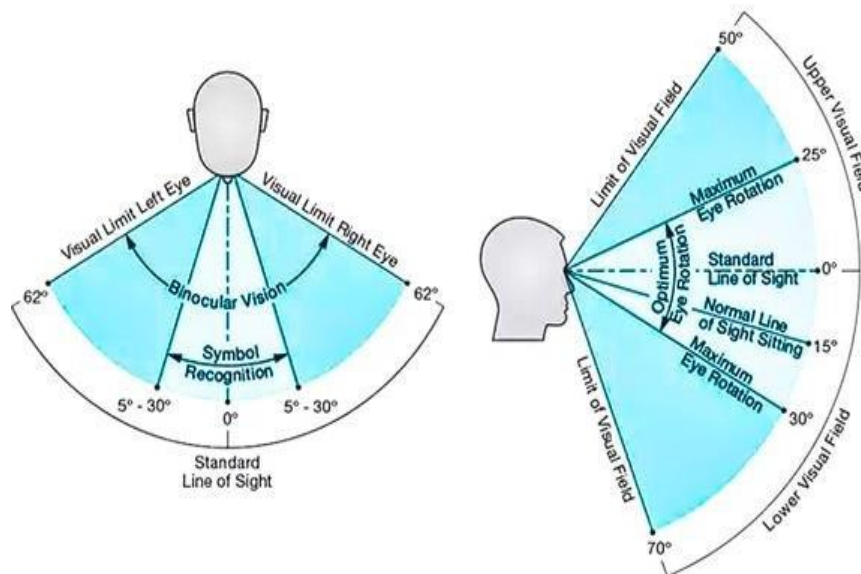 Visual Limit Left Eye
Visual Limit Right Eye
62°
62°
Binocular Vision
Symbol
Recognition
5° - 30°
0°
5° - 30°
Standard
Line of Sight
50°
Upper Visual Field
Limit of Visual Field
25°
Maximum
Eye Rotation
Standard
Line of Sight
0°
Optimum
Eye Rotation
Normal Line
of Sight Sitting
15°
Maximum
Eye Rotation
30°
Limit of Visual Field
Lower Visual Field
70°